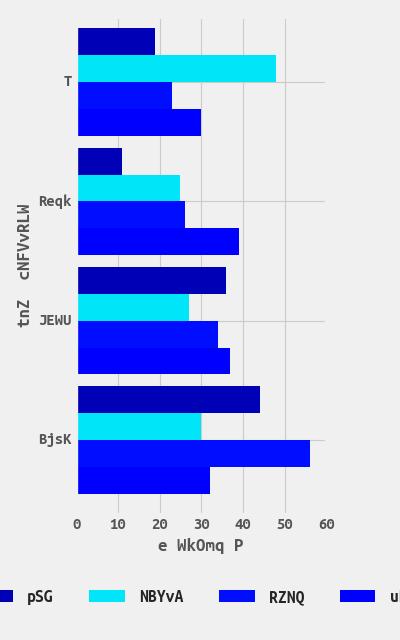 T
Reqk
JEWU
BjsK
tnZ cNFVvRLW
0 10 20 30 40 50 60
e WkOmq P
pSG NBYvA RZNQ